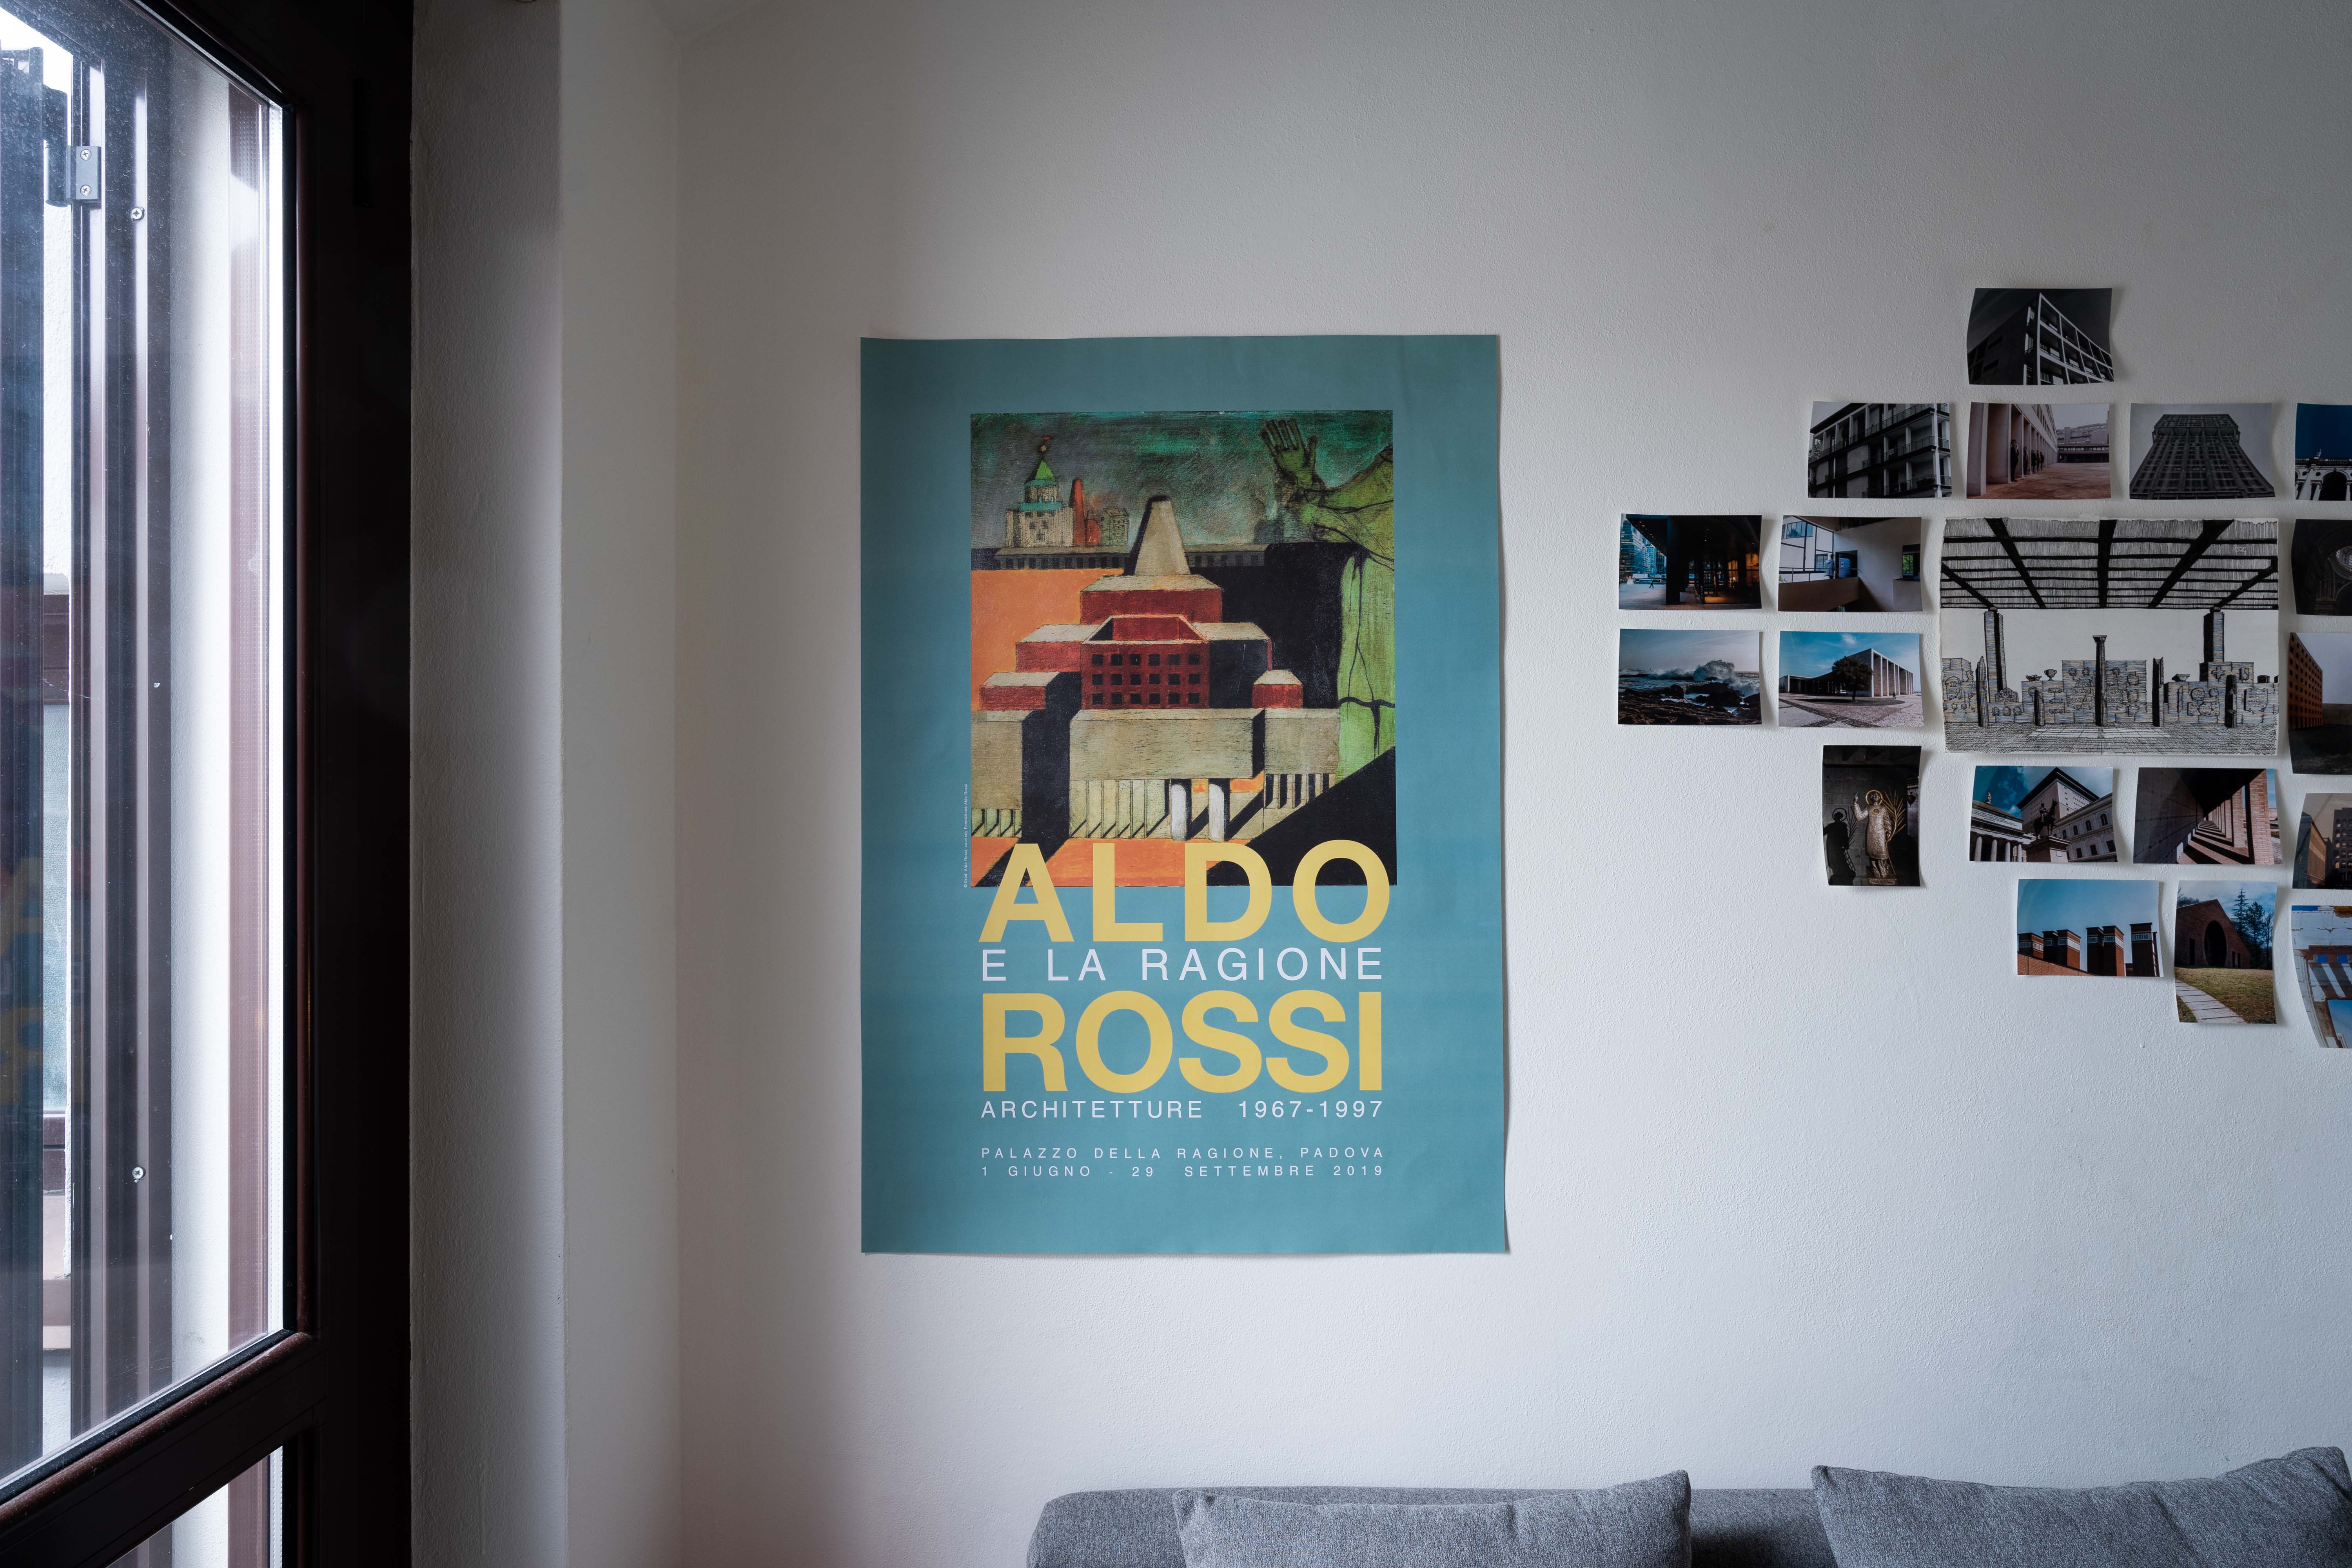 ALDO
E LA RAGIONE
ROSSI
ARCHITETTURE 1967-1997
PALAZZO DELLA RAGIONE, PADOVA
1 GIUGNO - 29 SETTEMBRE 2019